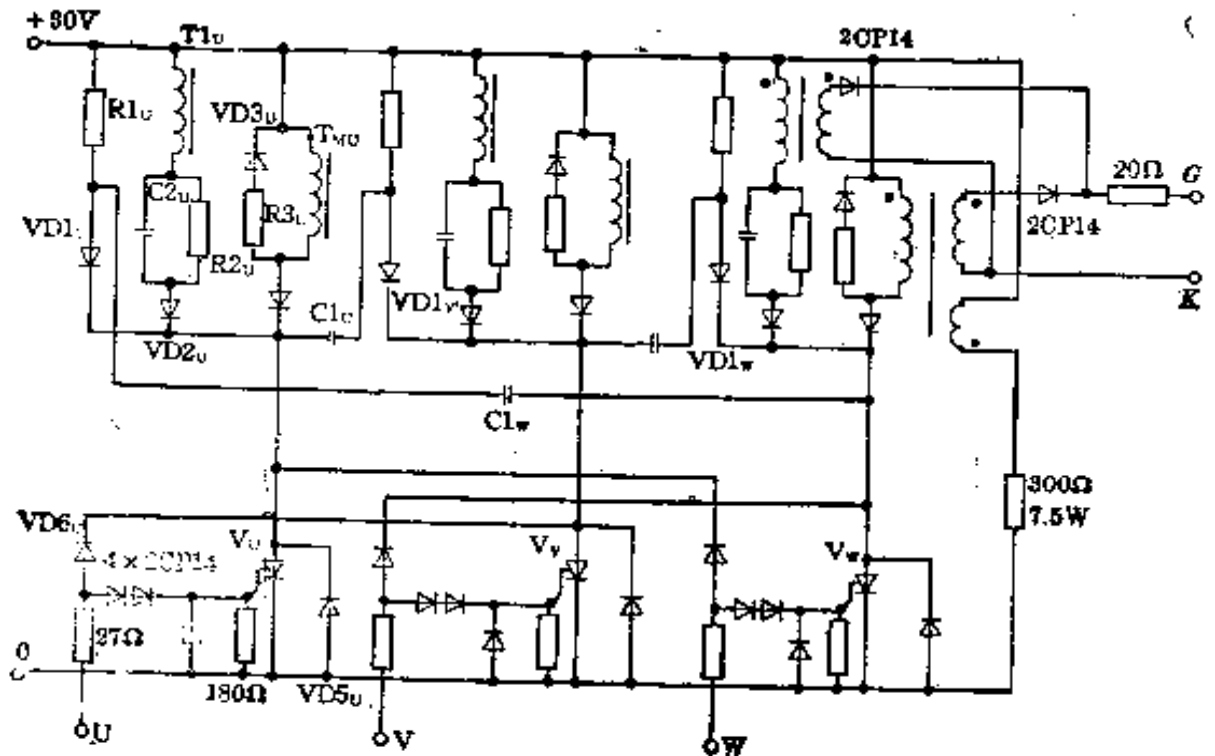 +30V
T1U
2CP14
R1U
VD3U
TMU
C2U
R3U
R2U
VD1
20Ω
G
2CP14
K
C1U
VD1V
VD2U
VD1W
C1W
300Ω
7.5W
VD6U
VU
VV
VW
4×2CP14
27Ω
0
180Ω
VD5U
U
V
W